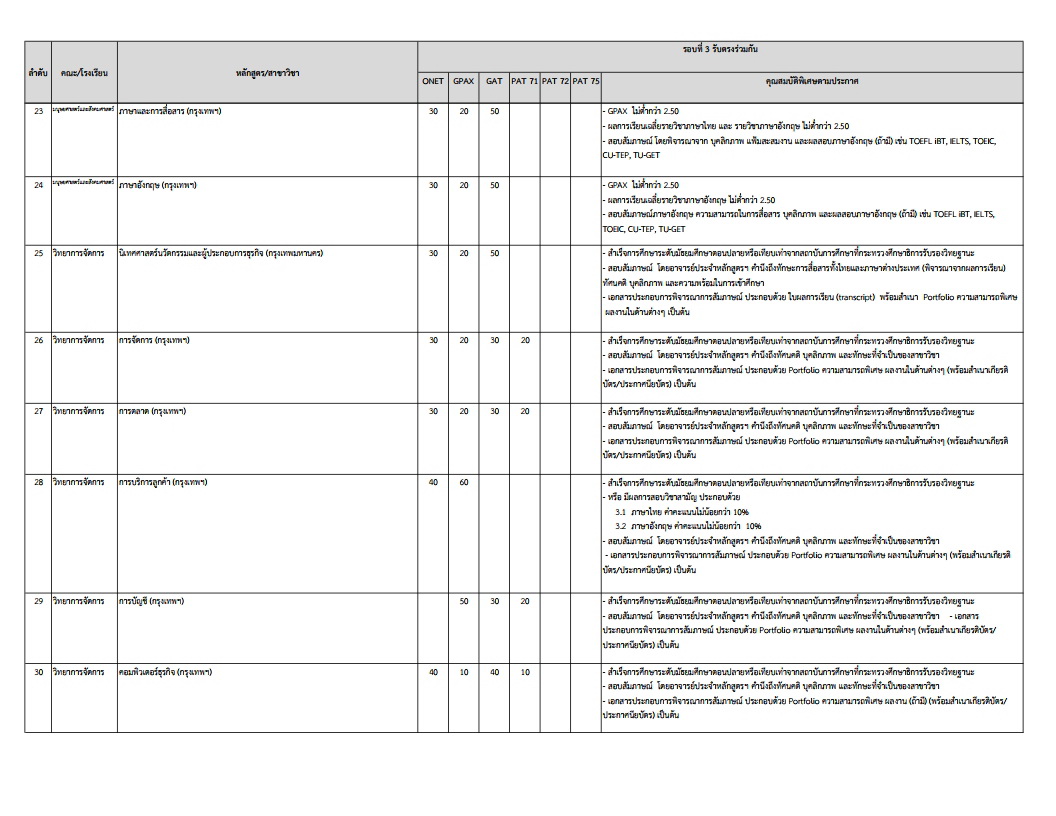 รอบที่ 3 รับตรงร่วมกัน
ลำดับ คณะ/โรงเรียน หลักสูตร/สาขาวิชา
ONET GPAX GAT PAT 71 PAT 72 PAT 75 คุณสมบัติพิเศษตามประกาศ
23 มนุษยศาสตร์และสังคมศาสตร์ ภาษาและการสื่อสาร (กรุงเทพฯ) 30 20 50 - GPAX ไม่ต่ำกว่า 2.50
- ผลการเรียนเฉลี่ยรายวิชาภาษาไทย และ รายวิชาภาษาอังกฤษ ไม่ต่ำกว่า 2.50
- สอบสัมภาษณ์ โดยพิจารณาจาก บุคลิกภาพ แฟ้มสะสมงาน และผลสอบภาษาอังกฤษ (ถ้ามี) เช่น TOEFL iBT, IELTS, TOEIC,
CU-TEP, TU-GET
24 มนุษยศาสตร์และสังคมศาสตร์ ภาษาอังกฤษ (กรุงเทพฯ) 30 20 50 - GPAX ไม่ต่ำกว่า 2.50
- ผลการเรียนเฉลี่ยรายวิชาภาษาอังกฤษ ไม่ต่ำกว่า 2.50
- สอบสัมภาษณ์ภาษาอังกฤษ ความสามารถในการสื่อสาร บุคลิกภาพ และผลสอบภาษาอังกฤษ (ถ้ามี) เช่น TOEFL iBT, IELTS,
TOEIC, CU-TEP, TU-GET
25 วิทยาการจัดการ นิเทศศาสตร์นวัตกรรมและผู้ประกอบการธุรกิจ (กรุงเทพมหานคร) 30 20 50 - สำเร็จการศึกษาระดับมัธยมศึกษาตอนปลายหรือเทียบเท่าจากสถาบันการศึกษาที่กระทรวงศึกษาธิการรับรองวิทยฐานะ
- สอบสัมภาษณ์ โดยอาจารย์ประจำหลักสูตรฯ คำนึงถึงทักษะการสื่อสารทั้งไทยและภาษาต่างประเทศ (พิจารณาจากผลการเรียน)
ทัศนคติ บุคลิกภาพ และความพร้อมในการเข้าศึกษา
- เอกสารประกอบการพิจารณาการสัมภาษณ์ ประกอบด้วย ใบผลการเรียน (transcript) พร้อมสำเนา Portfolio ความสามารถพิเศษ
ผลงานในด้านต่างๆ เป็นต้น
26 วิทยาการจัดการ การจัดการ (กรุงเทพฯ) 30 20 30 20 - สำเร็จการศึกษาระดับมัธยมศึกษาตอนปลายหรือเทียบเท่าจากสถาบันการศึกษาที่กระทรวงศึกษาธิการรับรองวิทยฐานะ
- สอบสัมภาษณ์ โดยอาจารย์ประจำหลักสูตรฯ คำนึงถึงทัศนคติ บุคลิกภาพ และทักษะที่จำเป็นของสาขาวิชา
- เอกสารประกอบการพิจารณาการสัมภาษณ์ ประกอบด้วย Portfolio ความสามารถพิเศษ ผลงานในด้านต่างๆ (พร้อมสำเนาเกียรติ
บัตร/ประกาศนียบัตร) เป็นต้น
27 วิทยาการจัดการ การตลาด (กรุงเทพฯ) 30 20 30 20 - สำเร็จการศึกษาระดับมัธยมศึกษาตอนปลายหรือเทียบเท่าจากสถาบันการศึกษาที่กระทรวงศึกษาธิการรับรองวิทยฐานะ
- สอบสัมภาษณ์ โดยอาจารย์ประจำหลักสูตรฯ คำนึงถึงทัศนคติ บุคลิกภาพ และทักษะที่จำเป็นของสาขาวิชา
- เอกสารประกอบการพิจารณาการสัมภาษณ์ ประกอบด้วย Portfolio ความสามารถพิเศษ ผลงานในด้านต่างๆ (พร้อมสำเนาเกียรติ
บัตร/ประกาศนียบัตร) เป็นต้น
28 วิทยาการจัดการ การบริการลูกค้า (กรุงเทพฯ) 40 60 - สำเร็จการศึกษาระดับมัธยมศึกษาตอนปลายหรือเทียบเท่าจากสถาบันการศึกษาที่กระทรวงศึกษาธิการรับรองวิทยฐานะ
- หรือ มีผลการสอบวิชาสามัญ ประกอบด้วย
3.1 ภาษาไทย ค่าคะแนนไม่น้อยกว่า 10%
3.2 ภาษาอังกฤษ ค่าคะแนนไม่น้อยกว่า 10%
- สอบสัมภาษณ์ โดยอาจารย์ประจำหลักสูตรฯ คำนึงถึงทัศนคติ บุคลิกภาพ และทักษะที่จำเป็นของสาขาวิชา
- เอกสารประกอบการพิจารณาการสัมภาษณ์ ประกอบด้วย Portfolio ความสามารถพิเศษ ผลงานในด้านต่างๆ (พร้อมสำเนาเกียรติ
บัตร/ประกาศนียบัตร) เป็นต้น
29 วิทยาการจัดการ การบัญชี (กรุงเทพฯ) 50 30 20 - สำเร็จการศึกษาระดับมัธยมศึกษาตอนปลายหรือเทียบเท่าจากสถาบันการศึกษาที่กระทรวงศึกษาธิการรับรองวิทยฐานะ
- สอบสัมภาษณ์ โดยอาจารย์ประจำหลักสูตรฯ คำนึงถึงทัศนคติ บุคลิกภาพ และทักษะที่จำเป็นของสาขาวิชา - เอกสาร
ประกอบการพิจารณาการสัมภาษณ์ ประกอบด้วย Portfolio ความสามารถพิเศษ ผลงานในด้านต่างๆ (พร้อมสำเนาเกียรติบัตร/
ประกาศนียบัตร) เป็นต้น
30 วิทยาการจัดการ คอมพิวเตอร์ธุรกิจ (กรุงเทพฯ) 40 10 40 10 - สำเร็จการศึกษาระดับมัธยมศึกษาตอนปลายหรือเทียบเท่าจากสถาบันการศึกษาที่กระทรวงศึกษาธิการรับรองวิทยฐานะ
- สอบสัมภาษณ์ โดยอาจารย์ประจำหลักสูตรฯ คำนึงถึงทัศนคติ บุคลิกภาพ และทักษะที่จำเป็นของสาขาวิชา
- เอกสารประกอบการพิจารณาการสัมภาษณ์ ประกอบด้วย Portfolio ความสามารถพิเศษ ผลงาน (ถ้ามี) (พร้อมสำเนาเกียรติบัตร/
ประกาศนียบัตร) เป็นต้น